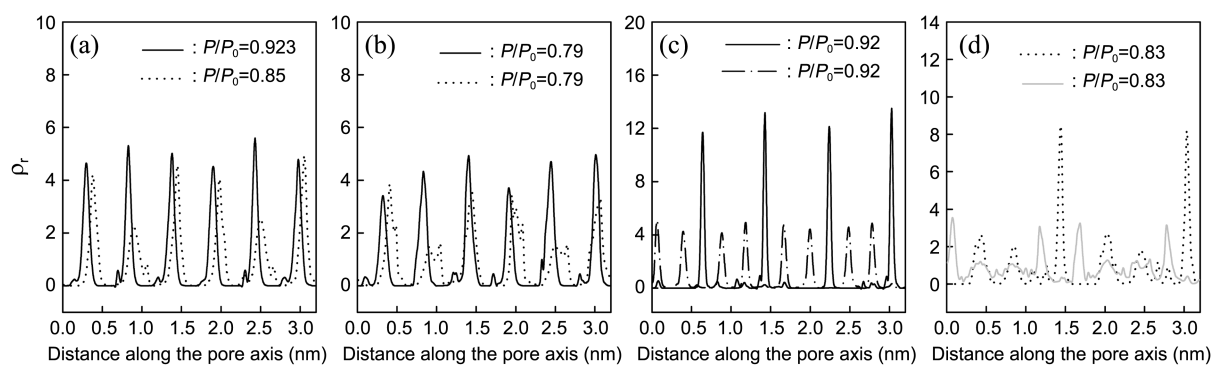 (a)
: P/P0=0.923
: P/P0=0.85
ρr
10
8
6
4
2
0
0.0 0.5 1.0 1.5 2.0 2.5 3.0
Distance along the pore axis (nm)
(b)
: P/P0=0.79
: P/P0=0.79
10
8
6
4
2
0
0.0 0.5 1.0 1.5 2.0 2.5 3.0
Distance along the pore axis (nm)
(c)
: P/P0=0.92
: P/P0=0.92
20
16
12
8
4
0
0.0 0.5 1.0 1.5 2.0 2.5 3.0
Distance along the pore axis (nm)
(d)
: P/P0=0.83
: P/P0=0.83
14
12
10
8
6
4
2
0
0.0 0.5 1.0 1.5 2.0 2.5 3.0
Distance along the pore axis (nm)